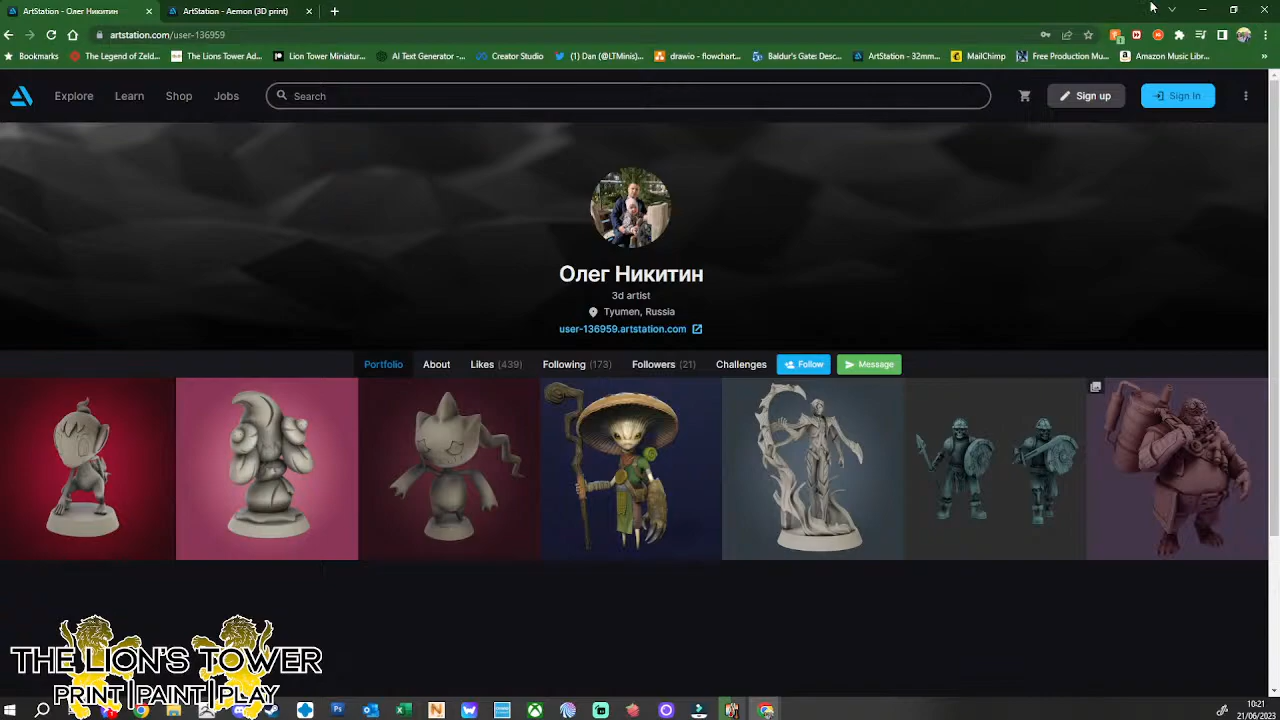 ArtStation - Олег Никитин
ArtStation - Aemon (3D print)
artstation.com/user-136959
Bookmarks
The Legend of Zeld...
The Lions Tower Ad...
Lion Tower Miniatur...
AI Text Generator -...
Creator Studio
(1) Dan (@LTMinis)...
drawio - flowchart...
Baldur's Gate: Desc...
ArtStation - 32mm...
MailChimp
Free Production Mu...
Amazon Music Libr...
Explore
Learn
Shop
Jobs
Search
Sign up
Sign In
Олег Никитин
3d artist
Tyumen, Russia
user-136959.artstation.com
Portfolio
About
Likes (439)
Following (173)
Followers (21)
Challenges
Follow
Message
THE LION'S TOWER
PRINT|PAINT|PLAY
10:21
21/06/2023